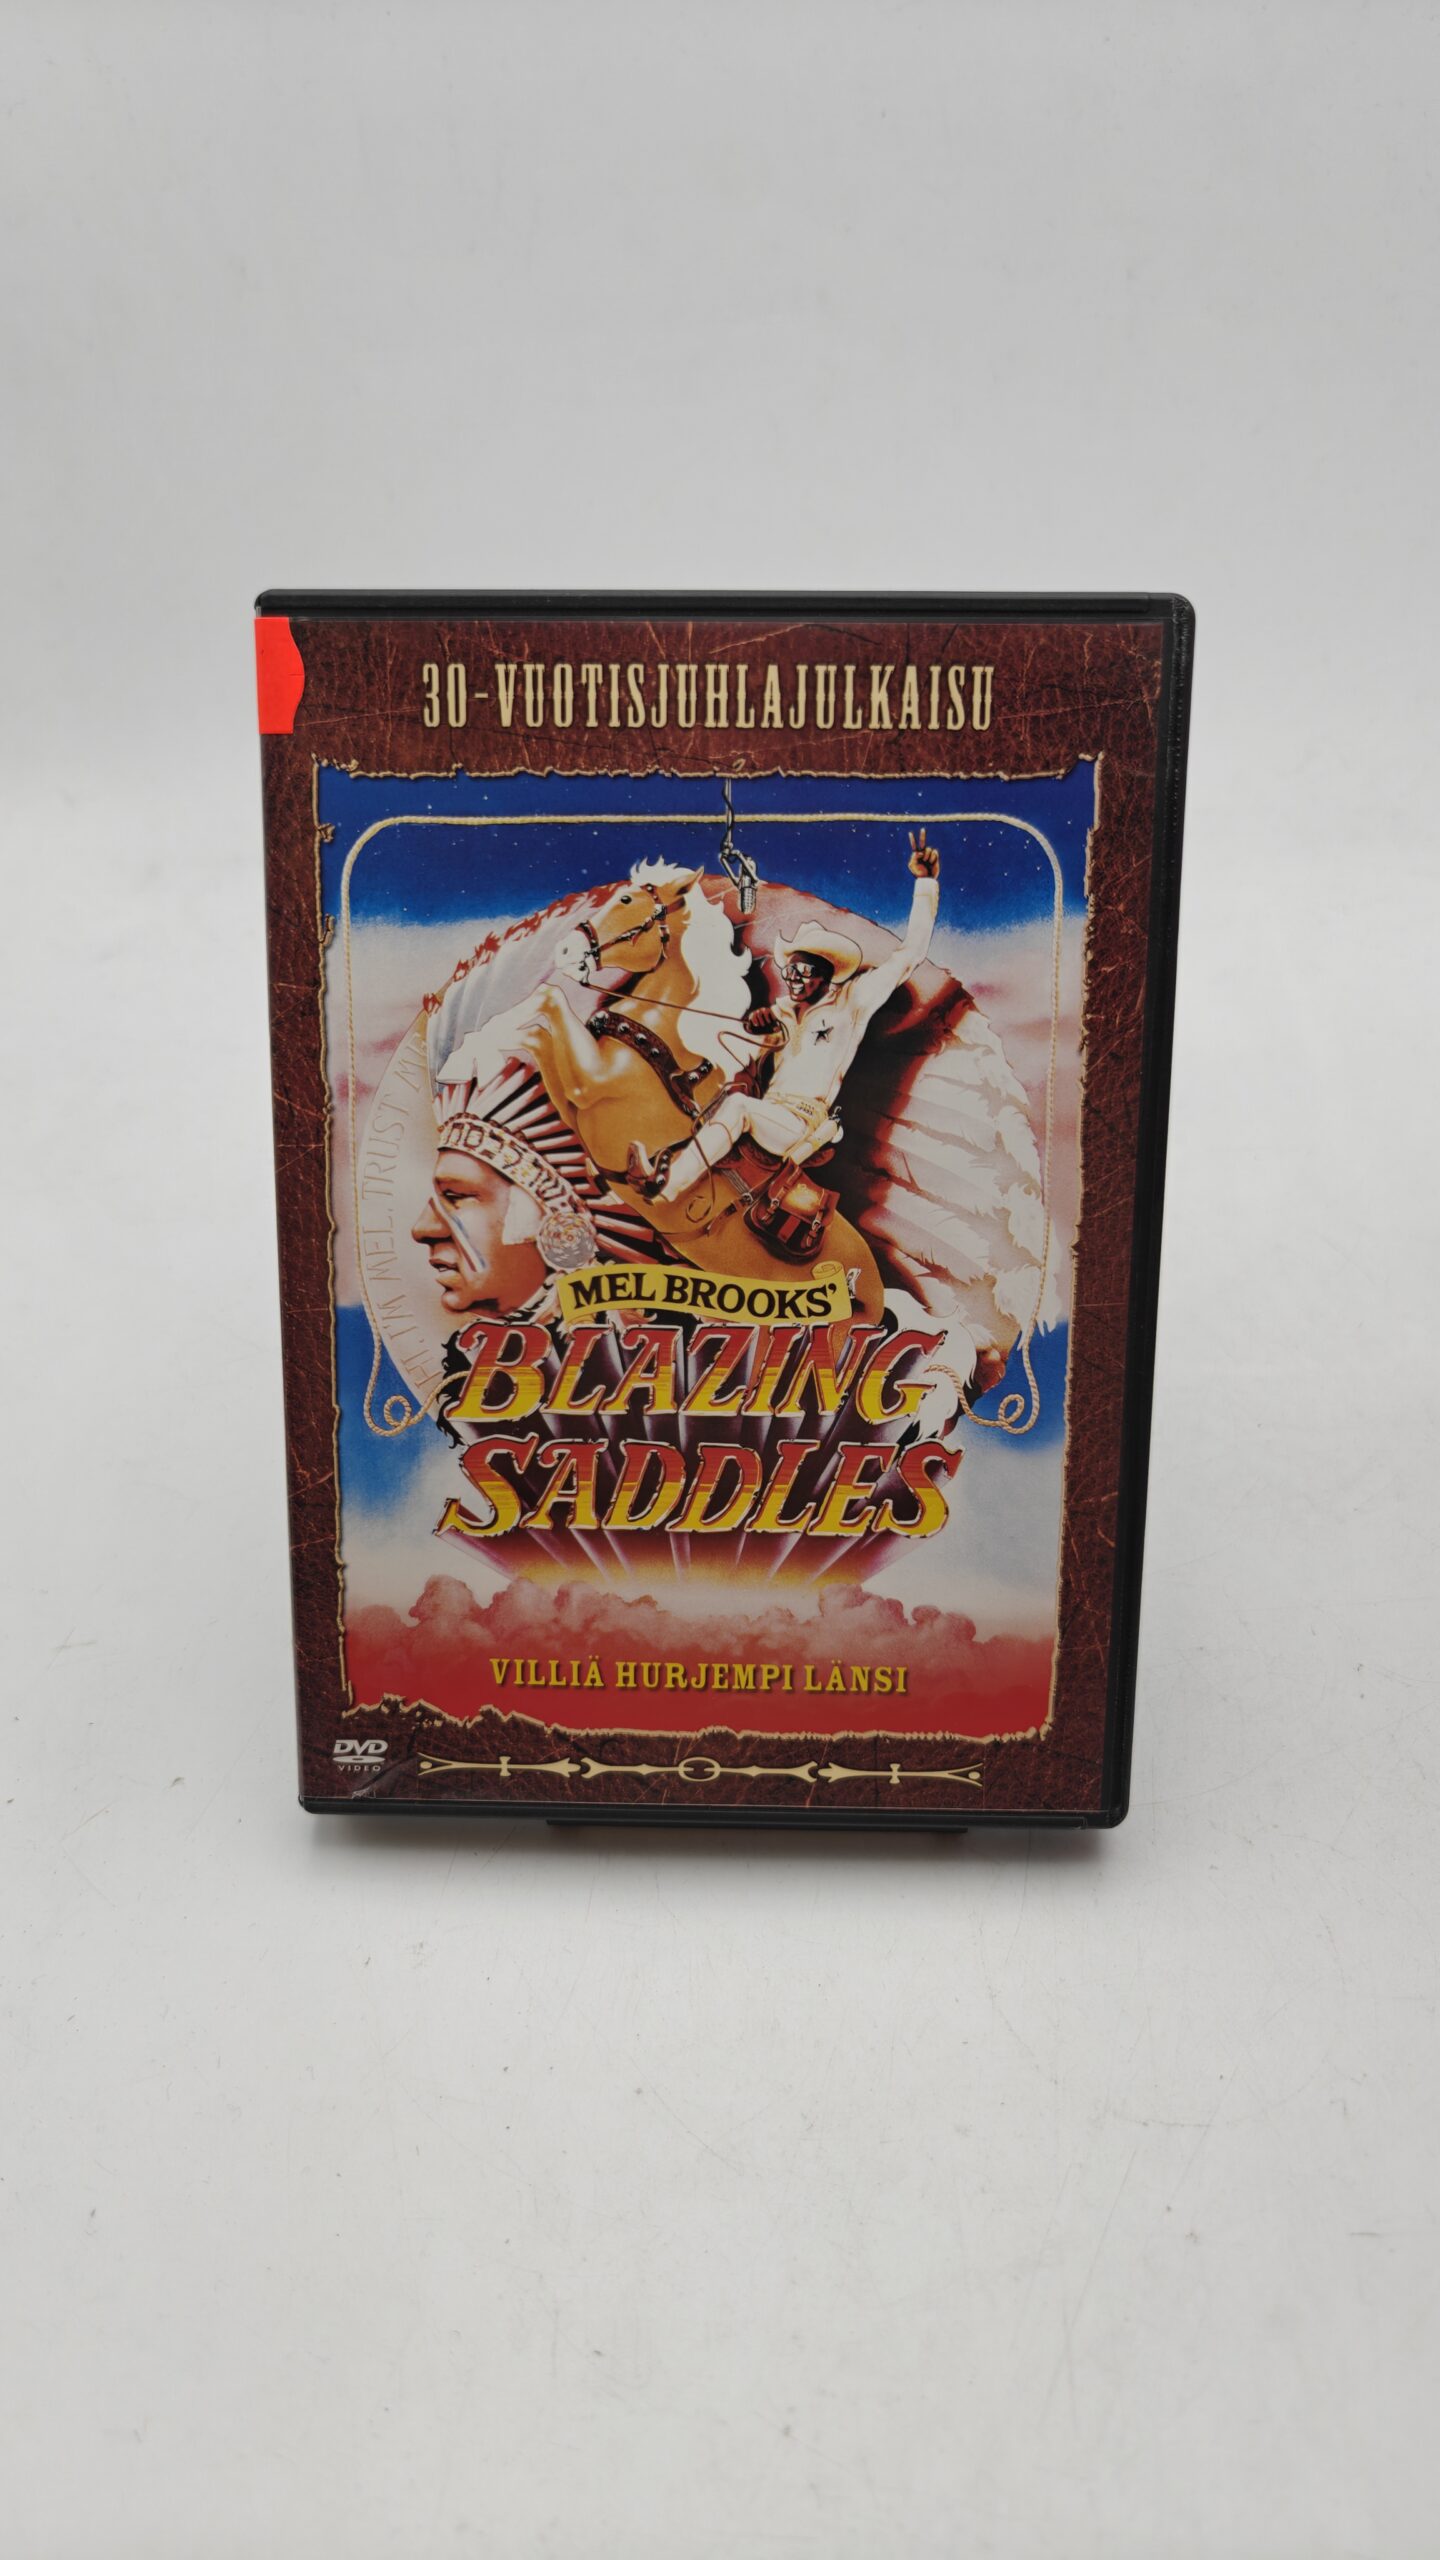 30-VUOTISJUHLAJULKAISU
HI, I'M MEL. TRUST ME
MEL BROOKS'
BLAZING
SADDLES
VILLIÄ HURJEMPI LÄNSI
DVD
VIDEO